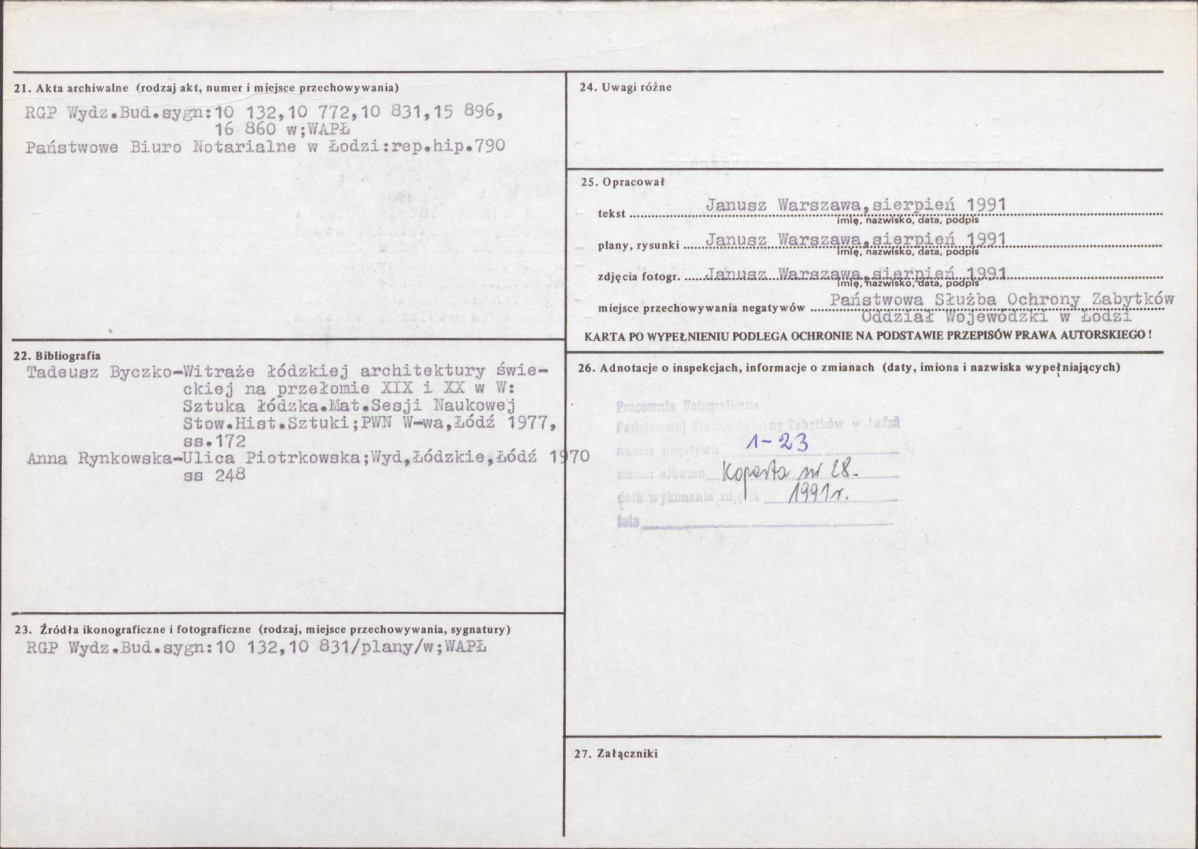 21. Akta archiwalne (rodzaj akt, numer i miejsce przechowywania)
RGP Wydz.Bud.sygn:10 132,10 772,10 831,15 896,
16 860 w;WAPŁ
Państwowe Biuro Notarialne w Łodzi:rep.hip.790
22. Bibliografia
Tadeusz Byczko-Witraże łódzkiej architektury świe-
ckiej na przełomie XIX i XX w W:
Sztuka łódzka.Mat.Sesji Naukowej
Stow.Hist.Sztuki;PWN W-wa,Łódź 1977,
ss.172
Anna Rynkowska-Ulica Piotrkowska;Wyd,Łódzkie,Łódź 1970
ss 248
23. Źródła ikonograficzne i fotograficzne (rodzaj, miejsce przechowywania, sygnatury)
RGP Wydz.Bud.sygn:10 132,10 831/plany/w;WAPŁ
24. Uwagi różne
25. Opracował
tekst Janusz Warszawa,sierpień 1991
imię, nazwisko, data, podpis
plany, rysunki Janusz Warszawa,sierpień 1991
imię, nazwisko, data, podpis
zdjęcia fotogr. Janusz Warszawa,sierpień 1991
imię, nazwisko, data, podpis
miejsce przechowywania negatywów Państwowa Służba Ochrony Zabytków
Oddział Wojewódzki w Łodzi
KARTA PO WYPEŁNIENIU PODLEGA OCHRONIE NA PODSTAWIE PRZEPISÓW PRAWA AUTORSKIEGO !
26. Adnotacje o inspekcjach, informacje o zmianach (daty, imiona i nazwiska wypełniających)
Pracownia Fotograficzna
Państwowej Służby Ochrony Zabytków w Łodzi
numer negatywu 1-23
numer albumu Koperta nr 28.
data wykonania zdjęcia 1991r.
27. Załączniki